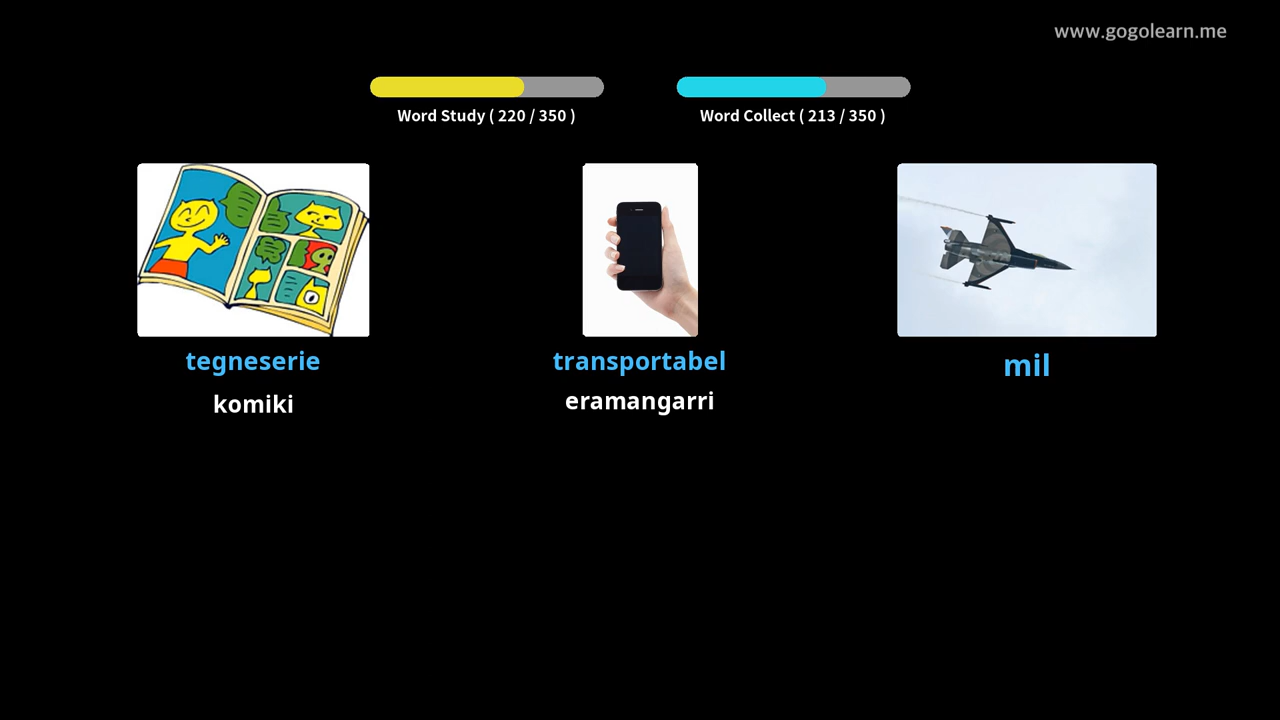 www.gogolearn.me
Word Study ( 220 / 350 )
Word Collect ( 213 / 350 )
tegneserie
transportabel
mil
komiki
eramangarri